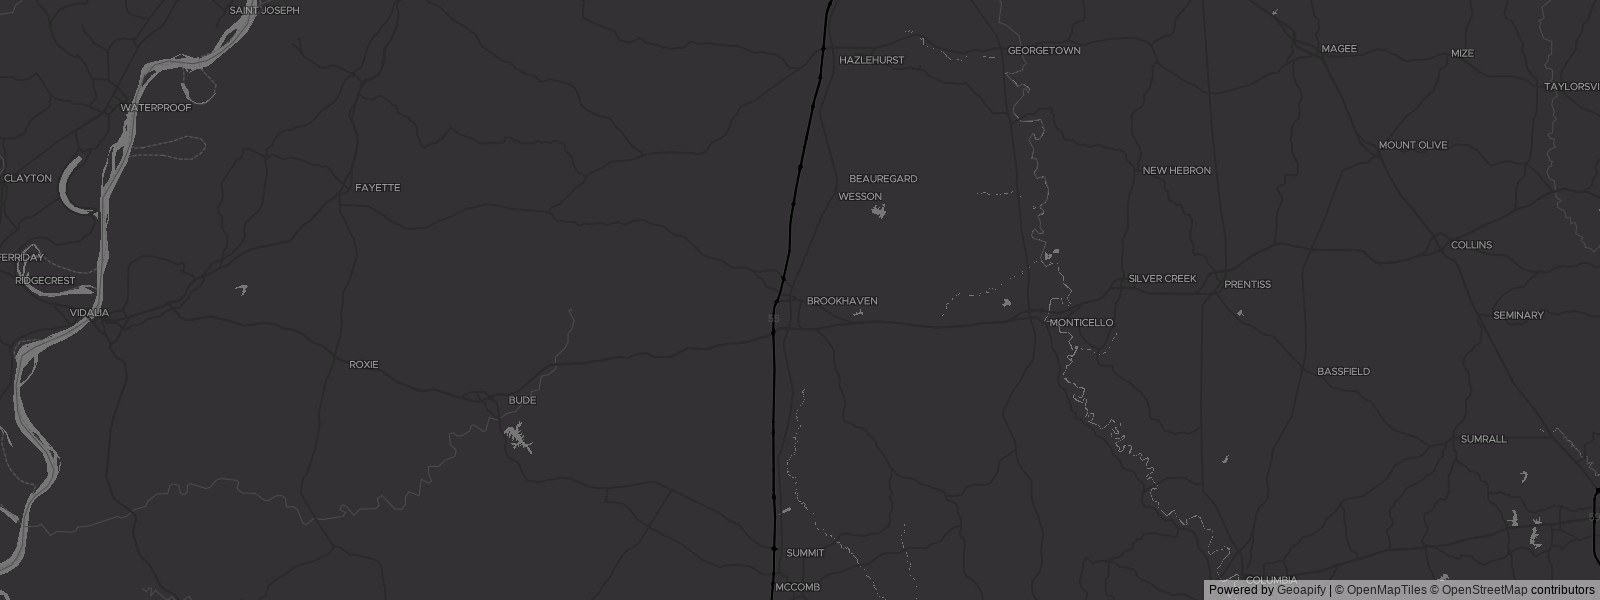 SAINT JOSEPH
GEORGETOWN
MAGEE
MIZE
HAZLEHURST
TAYLORSVI
WATERPROOF
MOUNT OLIVE
NEW HEBRON
CLAYTON
BEAUREGARD
FAYETTE
WESSON
COLLINS
FERRIDAY
RIDGECREST
SILVER CREEK
PRENTISS
BROOKHAVEN
VIDALIA
55
MONTICELLO
SEMINARY
ROXIE
BASSFIELD
BUDE
SUMRALL
SUMMIT
COLUMBIA
MCCOMB
Powered by Geoapify | © OpenMapTiles © OpenStreetMap contributors